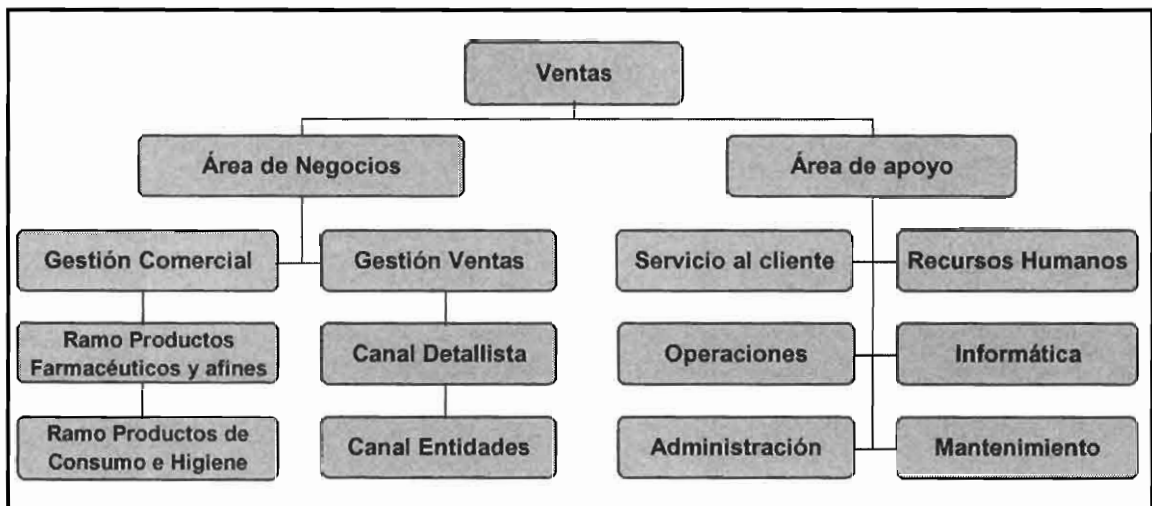 Ventas
Área de Negocios
Área de apoyo
Gestión Comercial
Gestión Ventas
Servicio al cliente
Recursos Humanos
Ramo Productos
Farmacéuticos y afines
Canal Detallista
Operaciones
Informática
Ramo Productos de
Consumo e Higiene
Canal Entidades
Administración
Mantenimiento